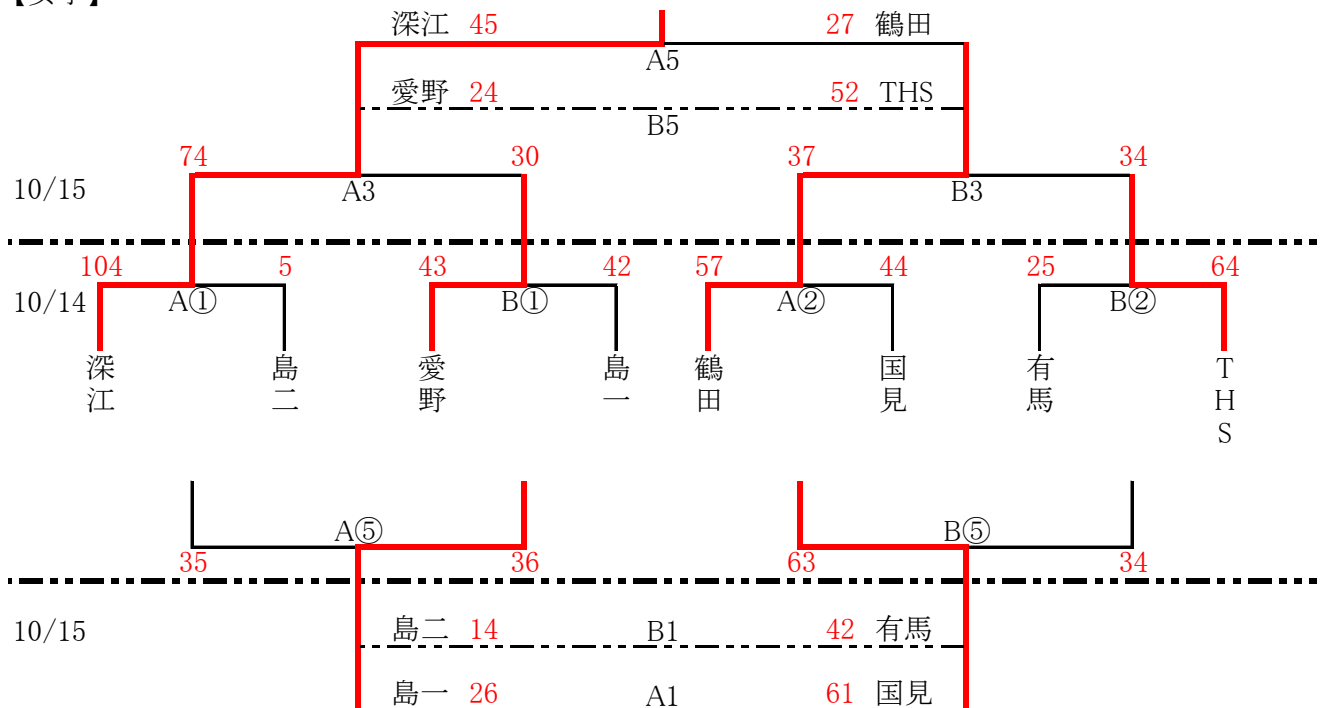 深江 45 27 鶴田
A5
愛野 24 52 THS
B5
74 30 37 34
10/15 A3 B3
104 5 43 42 57 44 25 64
10/14 A① B① A② B②
深江 島二 愛野 島一 鶴田 国見 有馬 THS
A⑤ B⑤
35 36 63 34
10/15 島二 14 B1 42 有馬
島一 26 A1 61 国見